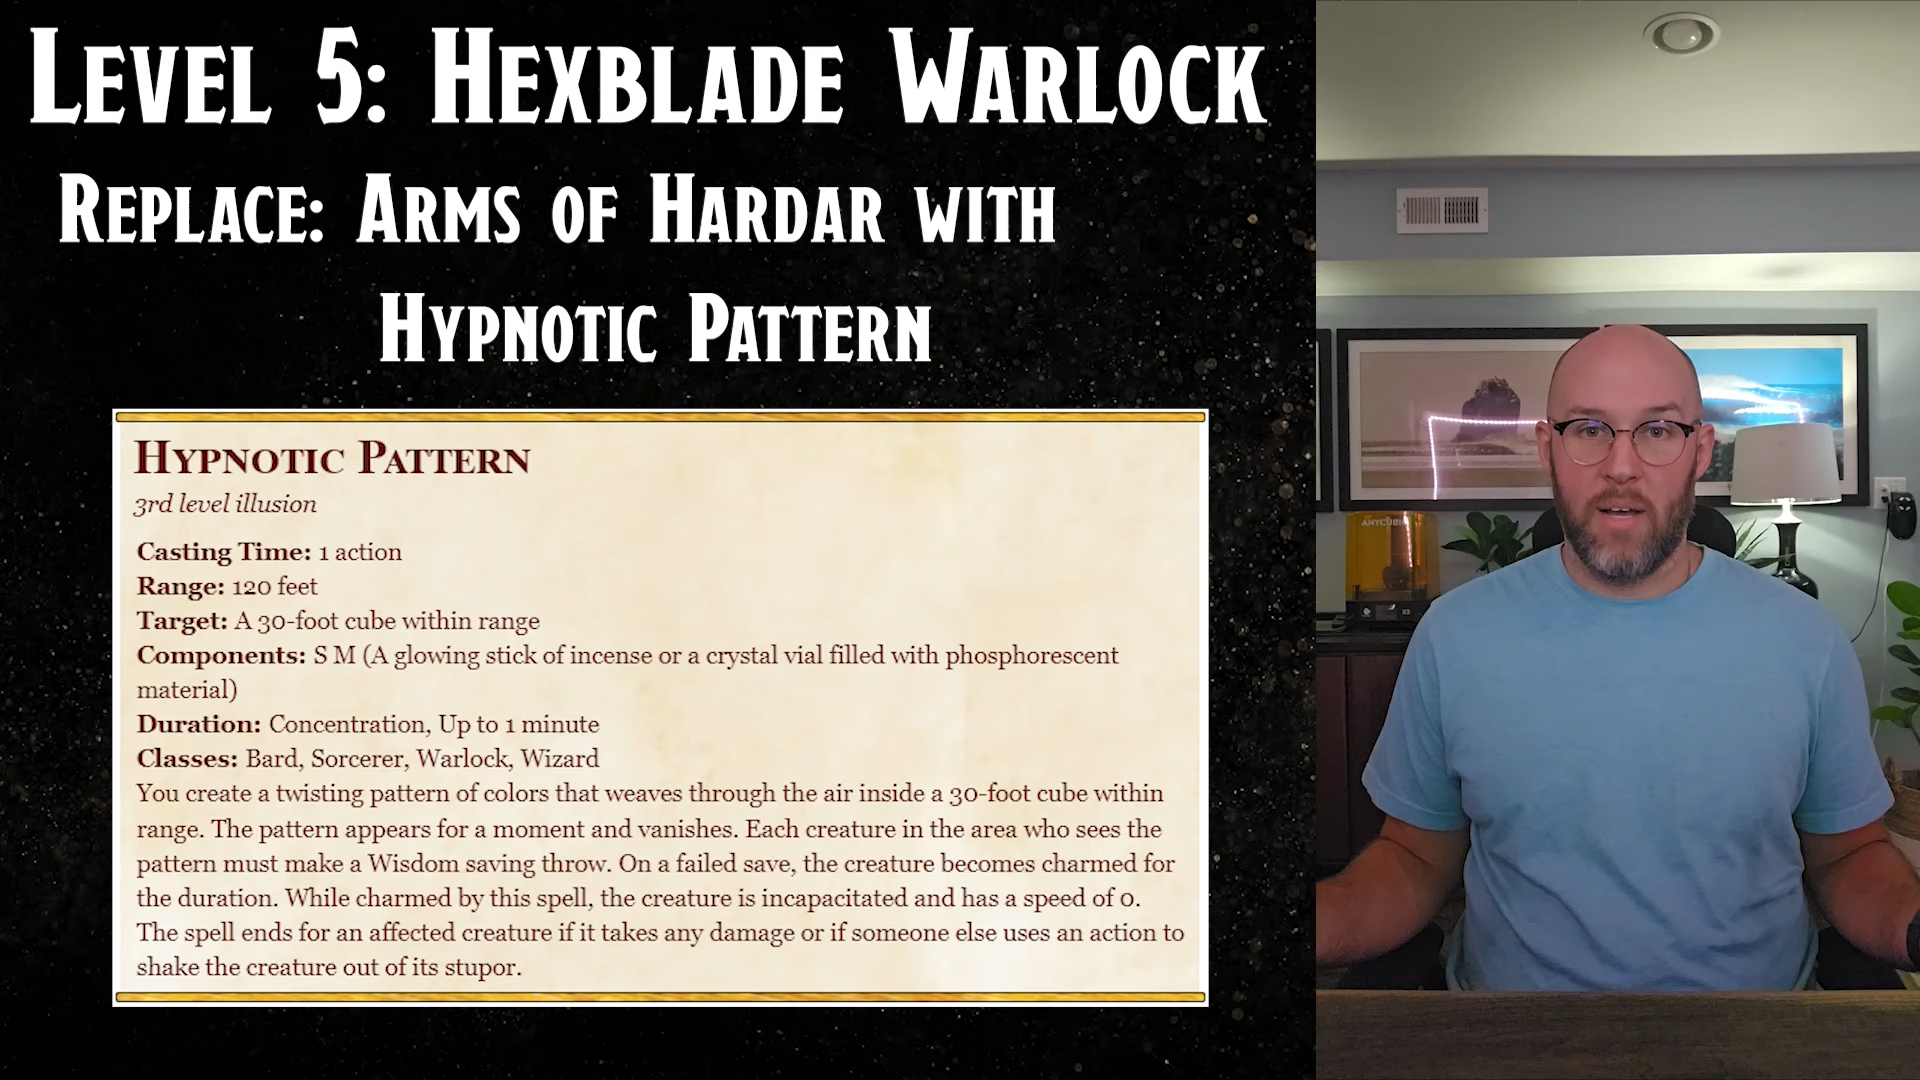 Level 5: Hexblade Warlock
Replace: Arms of Hardar with
Hypnotic Pattern
Hypnotic Pattern
3rd level illusion
Casting Time: 1 action
Range: 120 feet
Target: A 30-foot cube within range
Components: S M (A glowing stick of incense or a crystal vial filled with phosphorescent
material)
Duration: Concentration, Up to 1 minute
Classes: Bard, Sorcerer, Warlock, Wizard
You create a twisting pattern of colors that weaves through the air inside a 30-foot cube within
range. The pattern appears for a moment and vanishes. Each creature in the area who sees the
pattern must make a Wisdom saving throw. On a failed save, the creature becomes charmed for
the duration. While charmed by this spell, the creature is incapacitated and has a speed of 0.
The spell ends for an affected creature if it takes any damage or if someone else uses an action to
shake the creature out of its stupor.